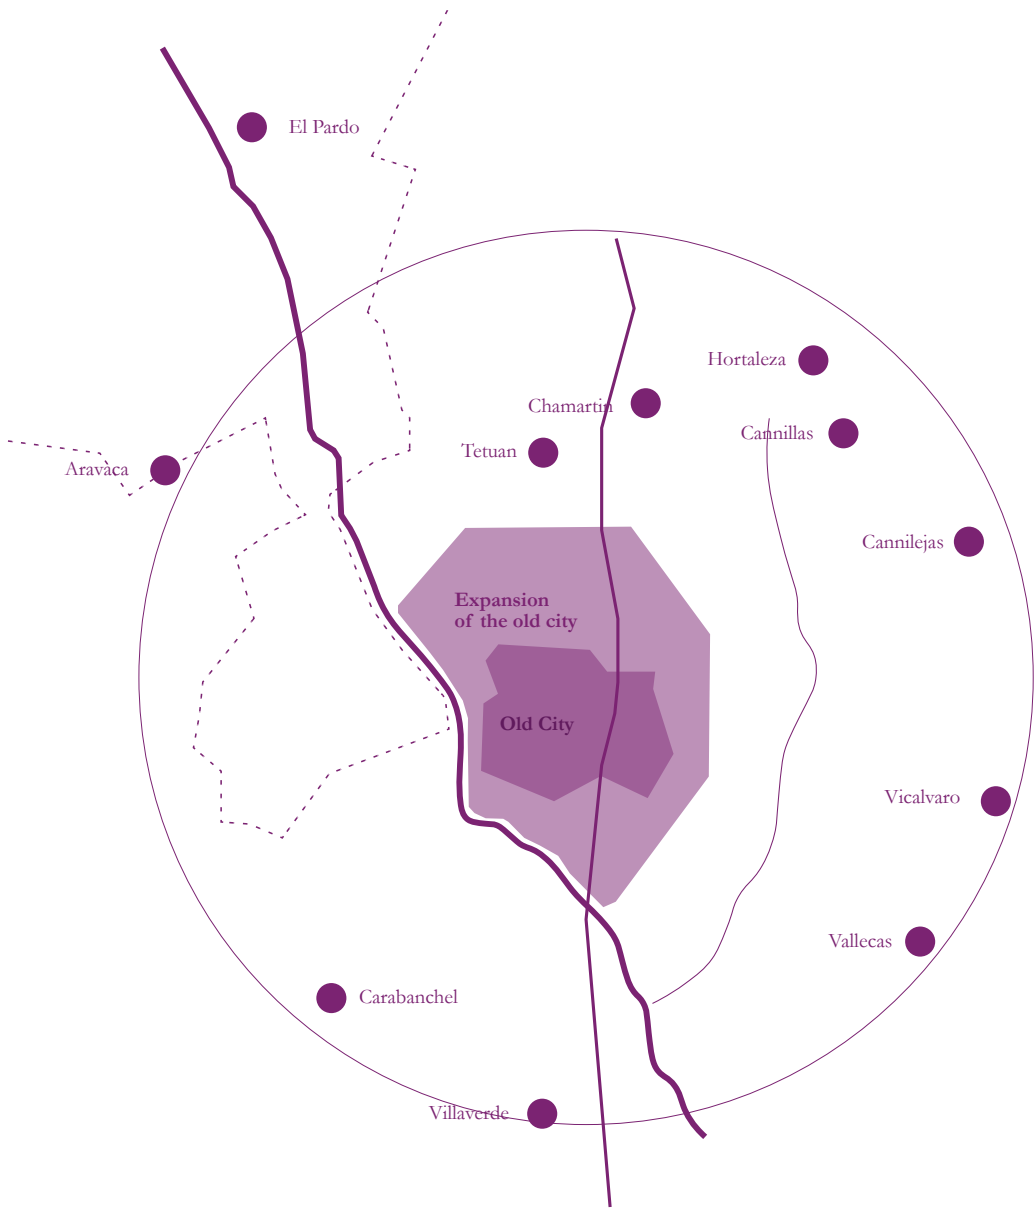 El Pardo
Hortaleza
Chamartin
Cannillas
Tetuan
Aravaca
Cannilejas
Expansion
of the old city
Old City
Vicalvaro
Vallecas
Carabanchel
Villaverde